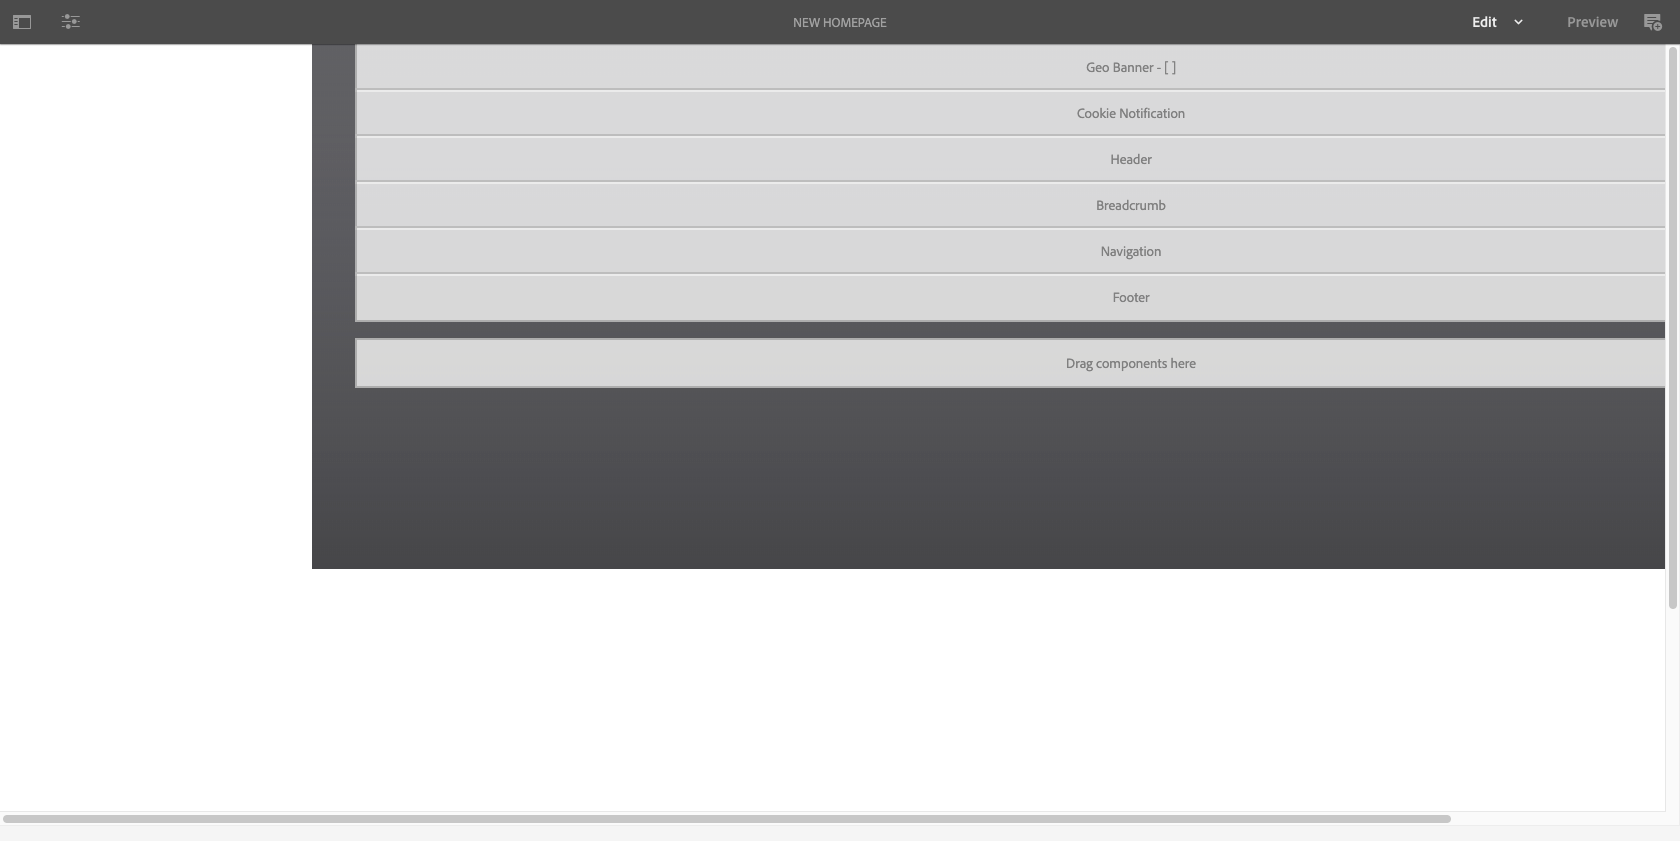 NEW HOMEPAGE
Edit
Preview
Geo Banner - [ ]
Cookie Notification
Header
Breadcrumb
Navigation
Footer
Drag components here